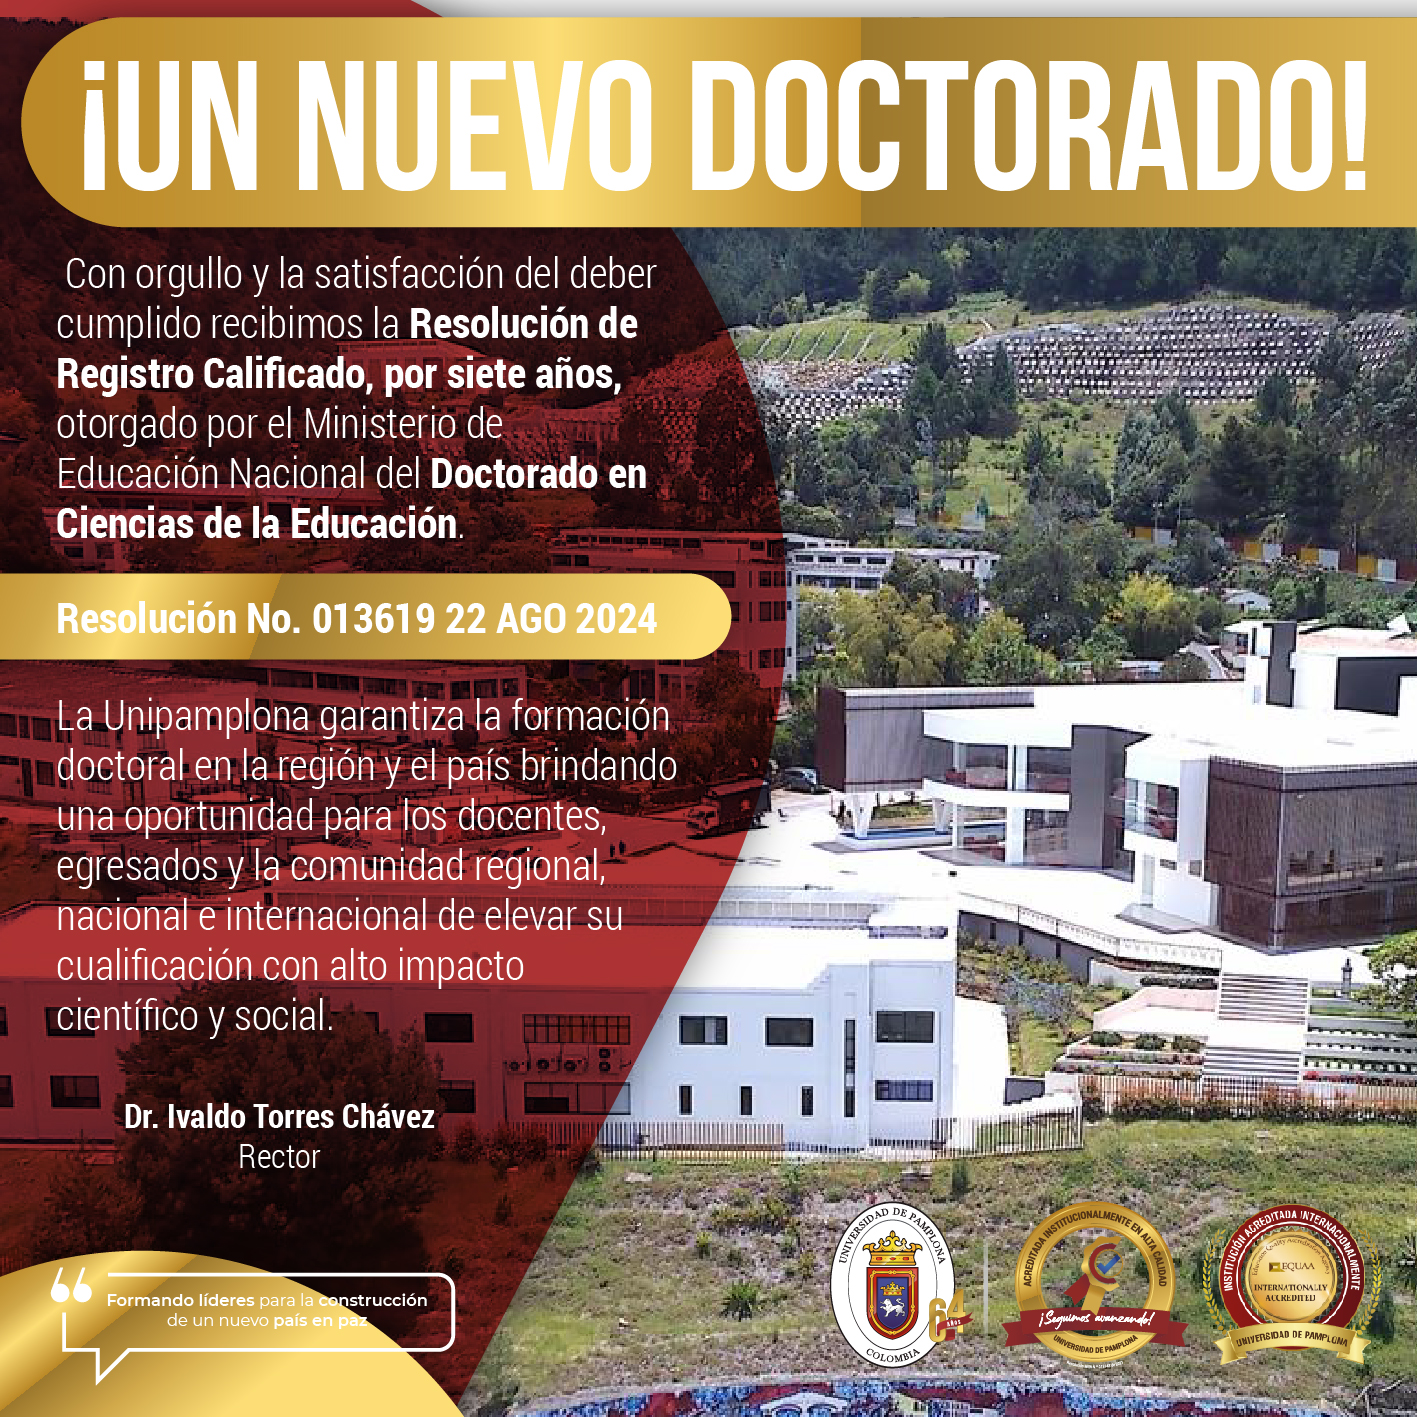 ¡UN NUEVO DOCTORADO!
Con orgullo y la satisfacción del deber
cumplido recibimos la Resolución de
Registro Calificado, por siete años,
otorgado por el Ministerio de
Educación Nacional del Doctorado en
Ciencias de la Educación.
Resolución No. 013619 22 AGO 2024
La Unipamplona garantiza la formación
doctoral en la región y el país brindando
una oportunidad para los docentes,
egresados y la comunidad regional,
nacional e internacional de elevar su
cualificación con alto impacto
científico y social.
Dr. Ivaldo Torres Chávez
Rector
Formando líderes para la construcción
de un nuevo país en paz
UNIVERSIDAD DE PAMPLONA
COLOMBIA
64
AÑOS
ACREDITADA INSTITUCIONALMENTE EN ALTA CALIDAD
¡Seguimos avanzando!
UNIVERSIDAD DE PAMPLONA
INSTITUCIÓN ACREDITADA INTERNACIONALMENTE
EQUAA
INTERNATIONALLY
ACCREDITED
UNIVERSIDAD DE PAMPLONA